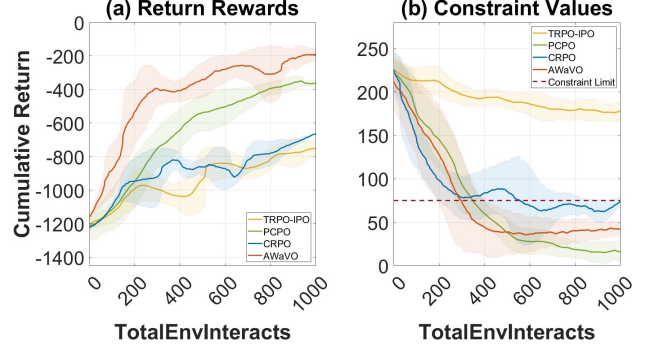 (a) Return Rewards
Cumulative Return
0
-200
-400
-600
-800
-1000
-1200
-1400
TRPO-IPO
PCPO
CRPO
AWaVO
0
200
400
600
800
1000
TotalEnvInteracts
(b) Constraint Values
250
200
150
100
50
0
TRPO-IPO
PCPO
CRPO
AWaVO
Constraint Limit
0
200
400
600
800
1000
TotalEnvInteracts